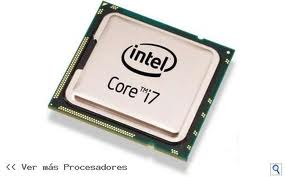 intel
Core™ i7
<< Ver más Procesadores